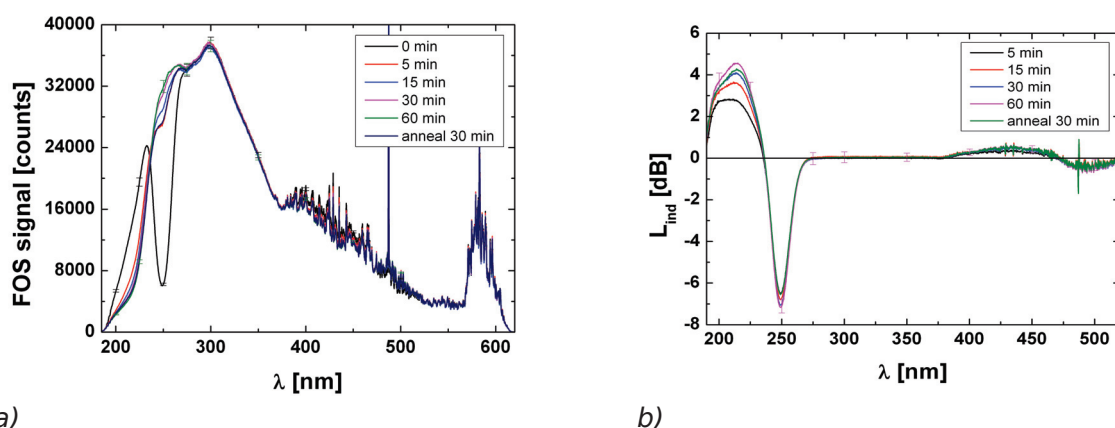 40000
32000
24000
16000
8000
0
FOS signal [counts]
200
300
400
500
600
λ [nm]
0 min
5 min
15 min
30 min
60 min
anneal 30 min
a)
6
4
2
0
-2
-4
-6
-8
L_ind [dB]
200
250
300
350
400
450
500
λ [nm]
5 min
15 min
30 min
60 min
anneal 30 min
b)